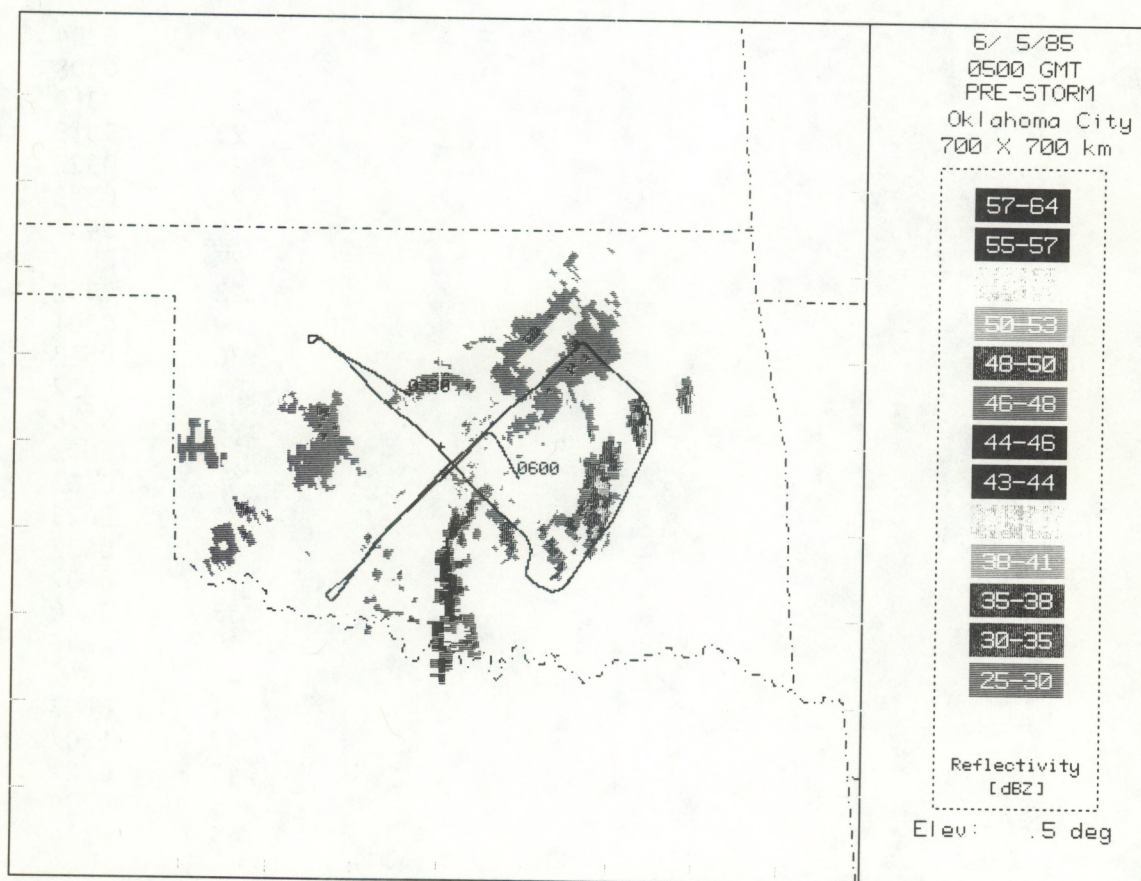 6/ 5/85
0500 GMT
PRE-STORM
Oklahoma City
700 X 700 km
57-64
55-57
50-53
48-50
46-48
44-46
43-44
38-41
35-38
30-35
25-30
Reflectivity
[dBZ]
Elev: .5 deg
0330
0600